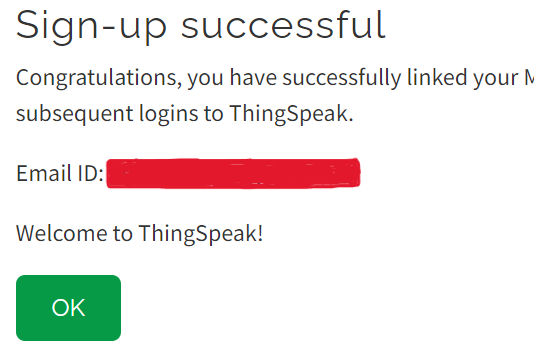 Sign-up successful
Congratulations, you have successfully linked your
subsequent logins to ThingSpeak.
Email ID:
Welcome to ThingSpeak!
OK